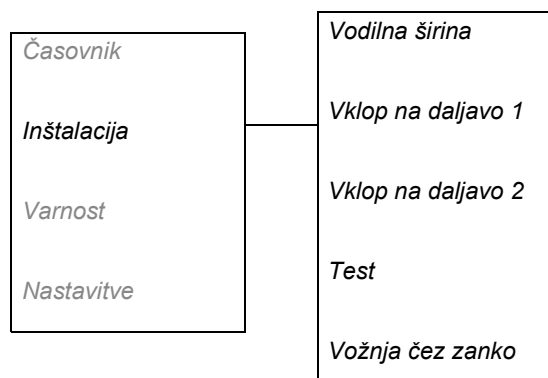 Časovnik
Inštalacija
Varnost
Nastavitve
Vodilna širina
Vklop na daljavo 1
Vklop na daljavo 2
Test
Vožnja čez zanko